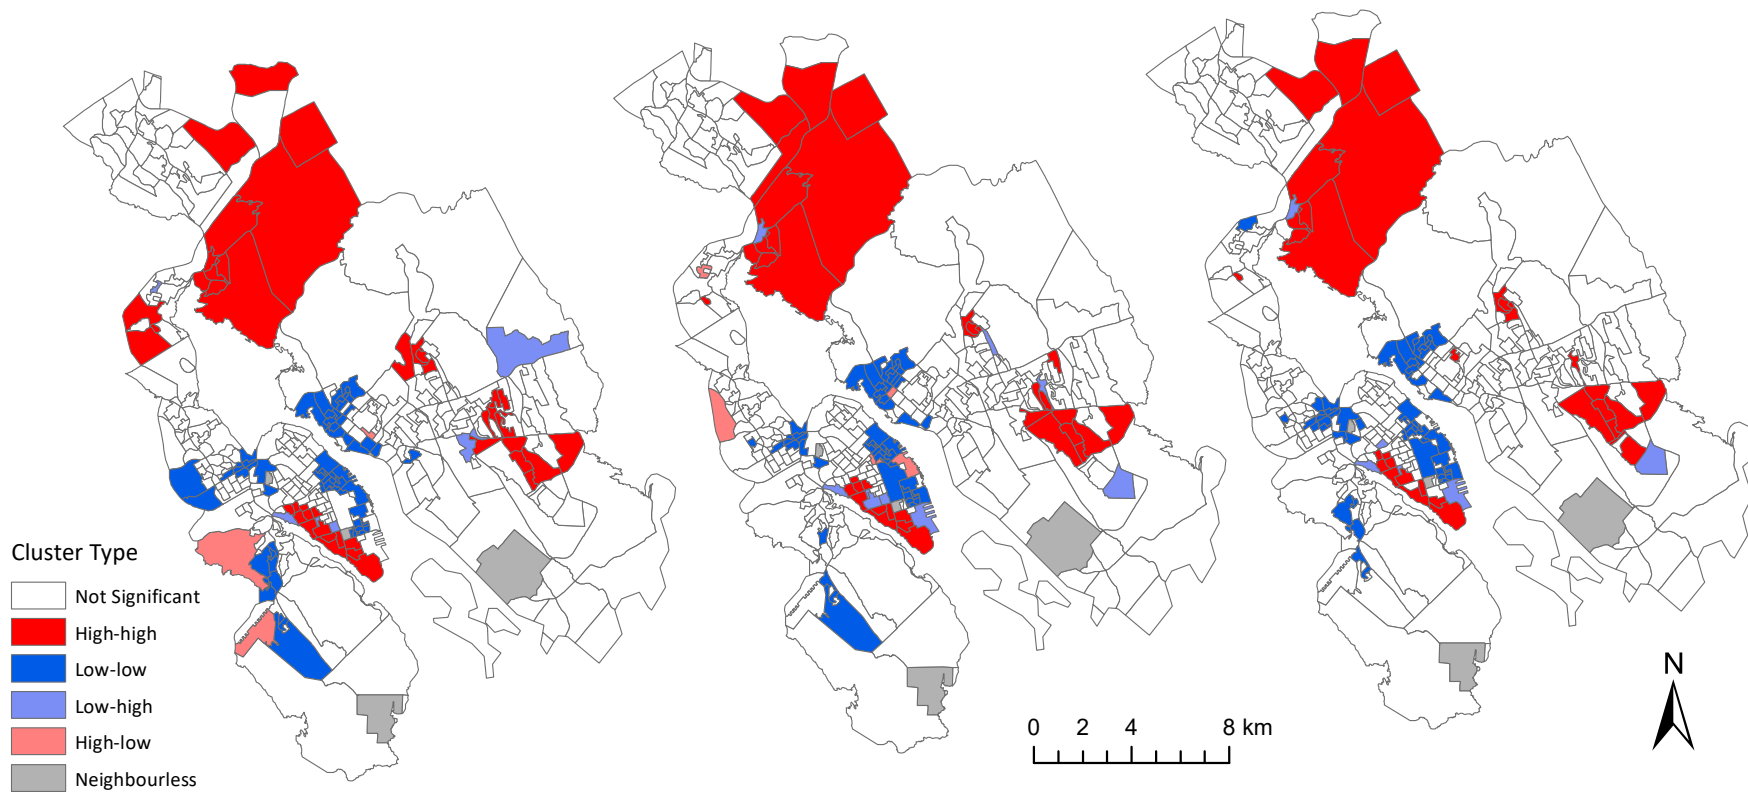 Cluster Type
Not Significant
High-high
Low-low
Low-high
High-low
Neighbourless
0 2 4 8 km
N